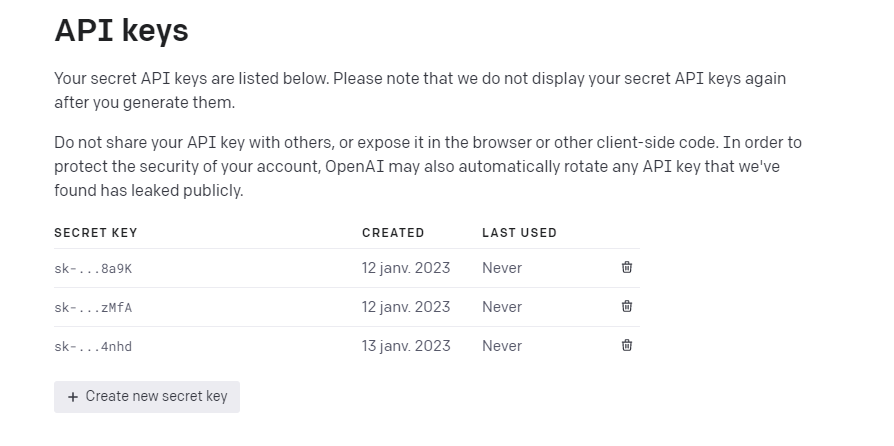 API keys
Your secret API keys are listed below. Please note that we do not display your secret API keys again
after you generate them.
Do not share your API key with others, or expose it in the browser or other client-side code. In order to
protect the security of your account, OpenAI may also automatically rotate any API key that we've
found has leaked publicly.
SECRET KEY CREATED LAST USED
sk-...8a9K 12 janv. 2023 Never
sk-...zMfA 12 janv. 2023 Never
sk-...4nhd 13 janv. 2023 Never
+ Create new secret key